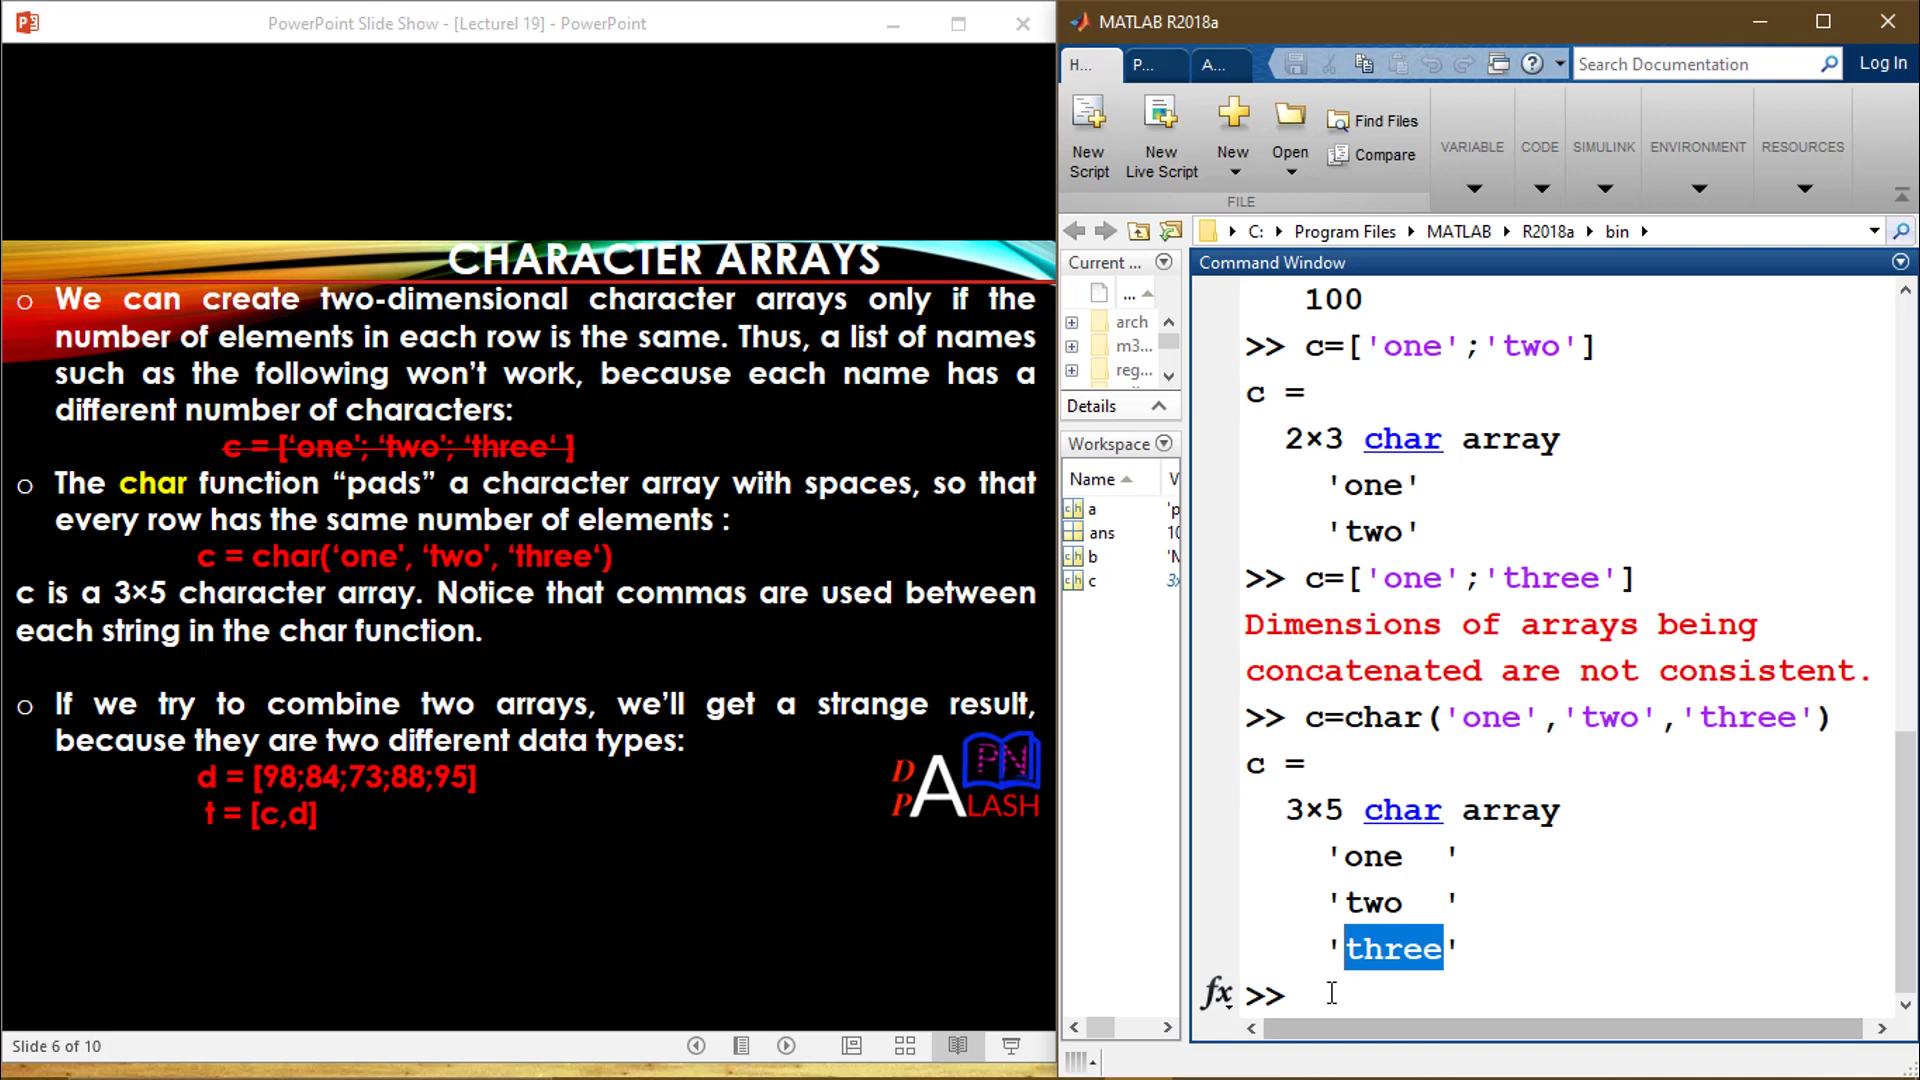 PowerPoint Slide Show - [Lecturel 19] - PowerPoint
CHARACTER ARRAYS
o We can create two-dimensional character arrays only if the
number of elements in each row is the same. Thus, a list of names
such as the following won't work, because each name has a
different number of characters:
c = ['one'; 'two'; 'three' ]
o The char function "pads" a character array with spaces, so that
every row has the same number of elements :
c = char('one', 'two', 'three')
c is a 3×5 character array. Notice that commas are used between
each string in the char function.
o If we try to combine two arrays, we'll get a strange result,
because they are two different data types:
d = [98;84;73;88;95]
t = [c,d]
D
P
A
PN
LASH
Slide 6 of 10
MATLAB R2018a
H...
P...
A...
Search Documentation
Log In
New
Script
New
Live Script
New
Open
Find Files
Compare
FILE
VARIABLE
CODE
SIMULINK
ENVIRONMENT
RESOURCES
C: Program Files MATLAB R2018a bin
Current ...
...
arch
m3...
reg...
Details
Workspace
Name V
a 'p
ans 10
b 'M
c 3x
Command Window
100
>> c=['one';'two']
c =
2×3 char array
'one'
'two'
>> c=['one';'three']
Dimensions of arrays being
concatenated are not consistent.
>> c=char('one','two','three')
c =
3×5 char array
'one  '
'two  '
'three'
fx >>